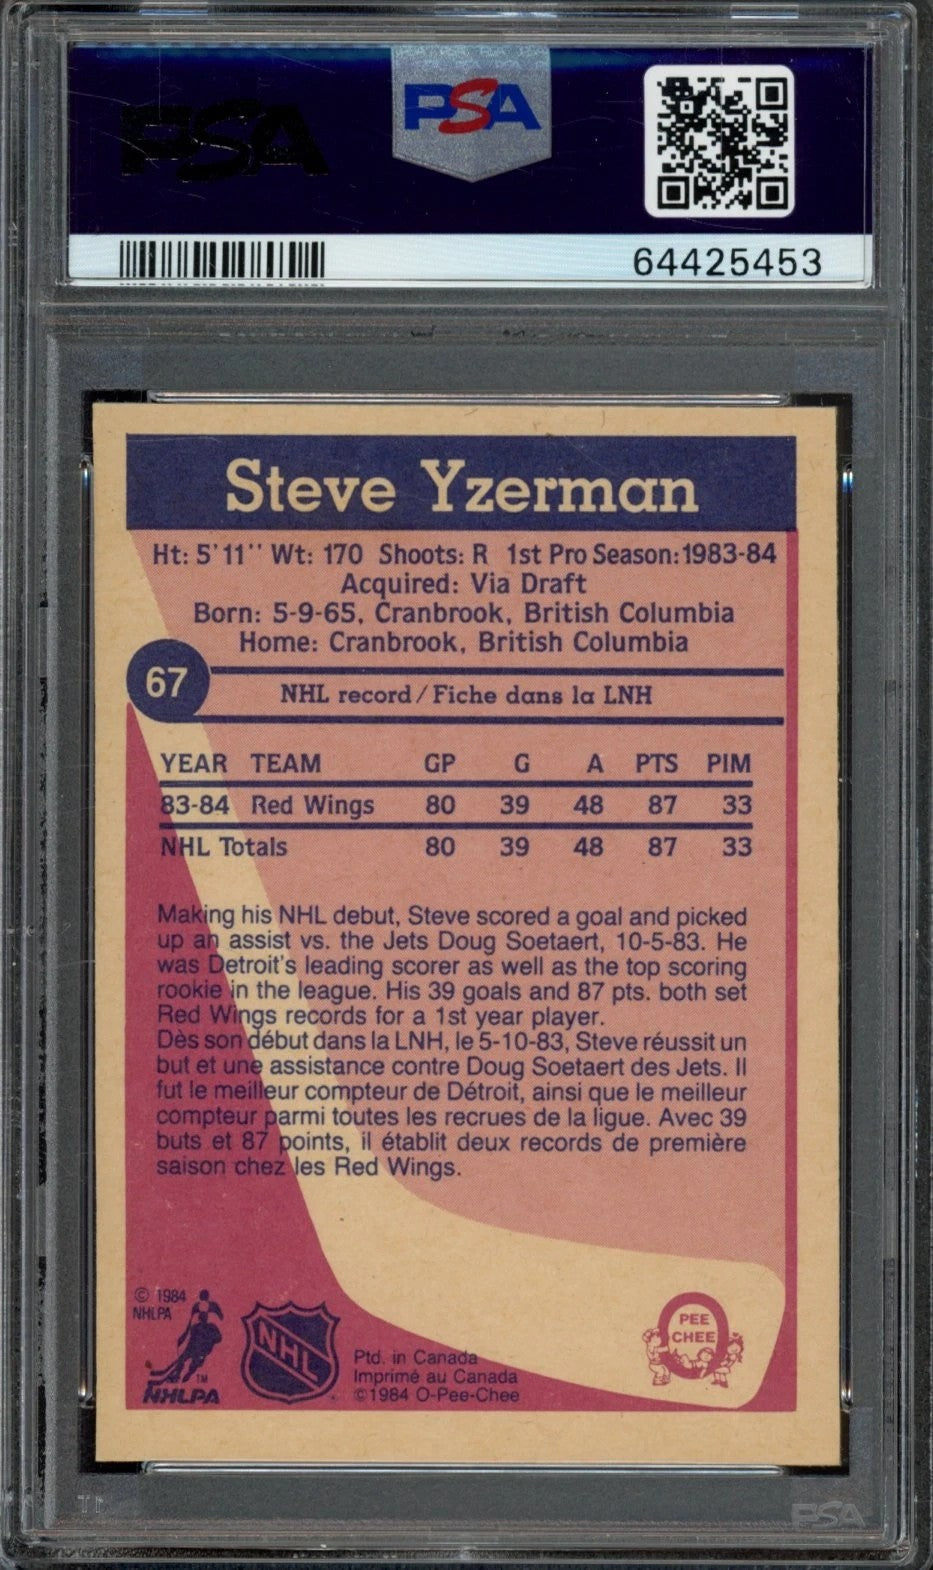 PSA
PSA
64425453
Steve Yzerman
Ht: 5'11'' Wt: 170 Shoots: R 1st Pro Season: 1983-84
Acquired: Via Draft
Born: 5-9-65, Cranbrook, British Columbia
Home: Cranbrook, British Columbia
67
NHL record/Fiche dans la LNH
YEAR TEAM GP G A PTS PIM
83-84 Red Wings 80 39 48 87 33
NHL Totals 80 39 48 87 33
Making his NHL debut, Steve scored a goal and picked
up an assist vs. the Jets Doug Soetaert, 10-5-83. He
was Detroit's leading scorer as well as the top scoring
rookie in the league. His 39 goals and 87 pts. both set
Red Wings records for a 1st year player.
Dès son début dans la LNH, le 5-10-83, Steve réussit un
but et une assistance contre Doug Soetaert des Jets. Il
fut le meilleur compteur de Détroit, ainsi que le meilleur
compteur parmi toutes les recrues de la ligue. Avec 39
buts et 87 points, il établit deux records de première
saison chez les Red Wings.
© 1984
NHLPA
TM
NHLPA
NHL
Ptd. in Canada
Imprimé au Canada
©1984 O-Pee-Chee
PEE
CHEE
PSA